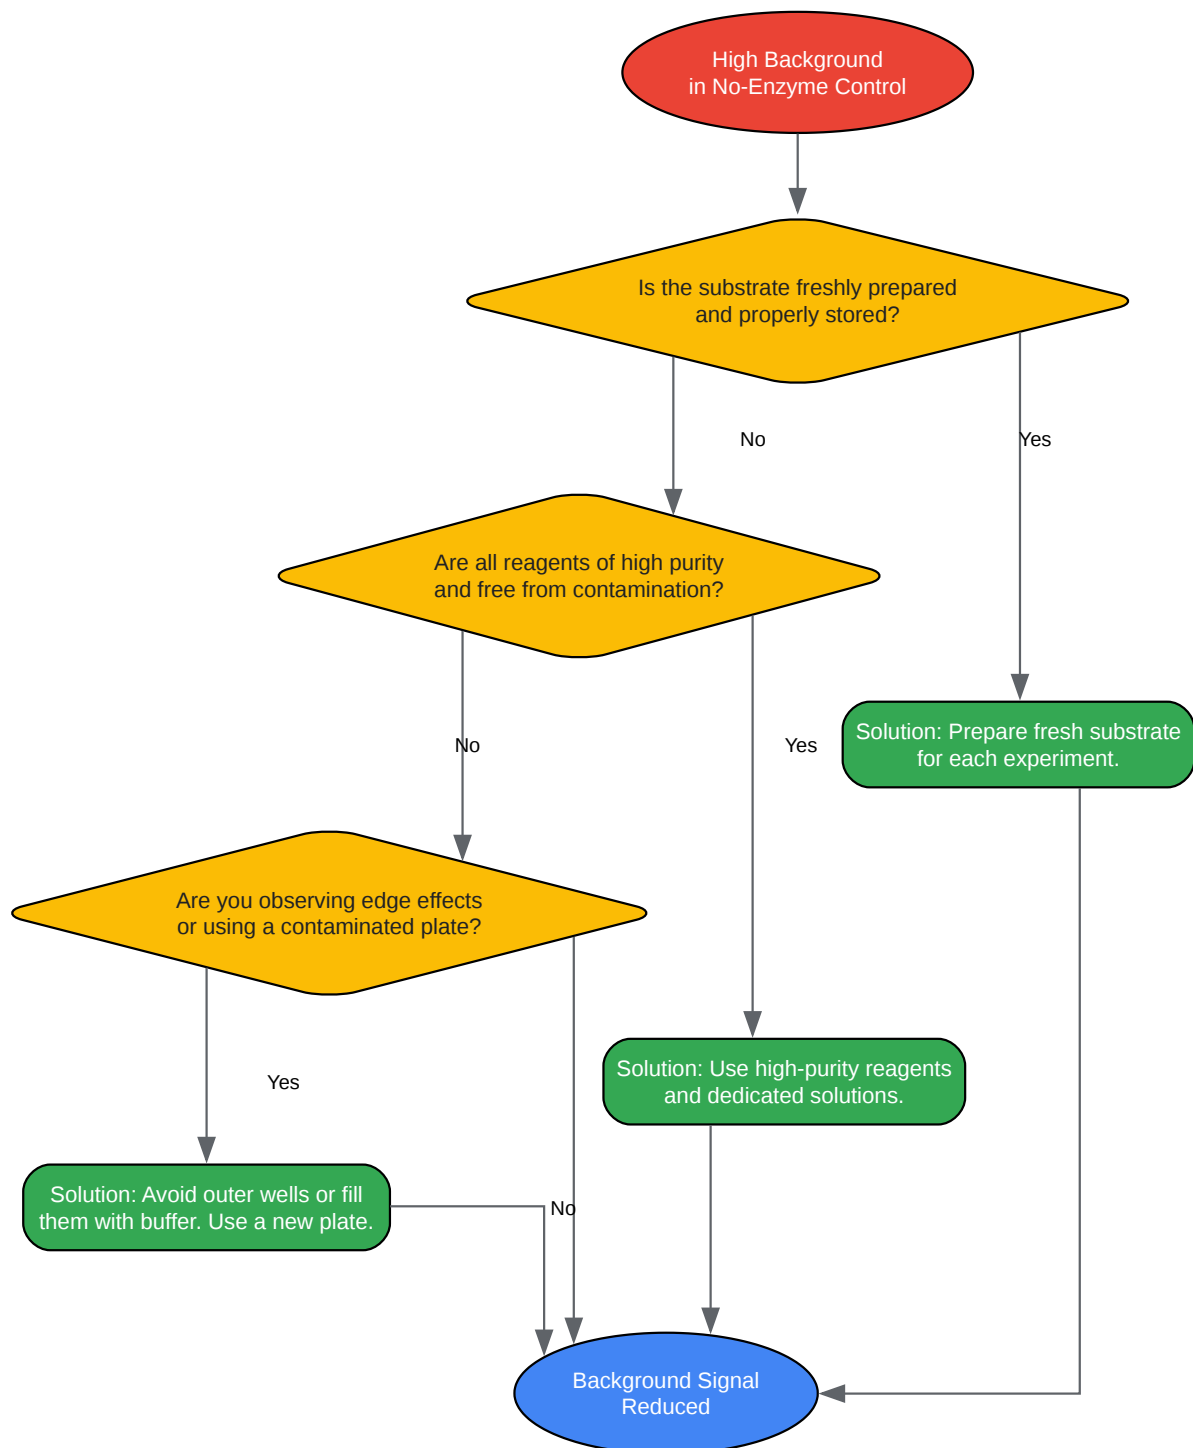 High Background
in No-Enzyme Control
Is the substrate freshly prepared
and properly stored?
No
Yes
Are all reagents of high purity
and free from contamination?
Solution: Prepare fresh substrate
for each experiment.
No
Yes
Are you observing edge effects
or using a contaminated plate?
Solution: Use high-purity reagents
and dedicated solutions.
Yes
Solution: Avoid outer wells or fill
them with buffer. Use a new plate.
No
Background Signal
Reduced